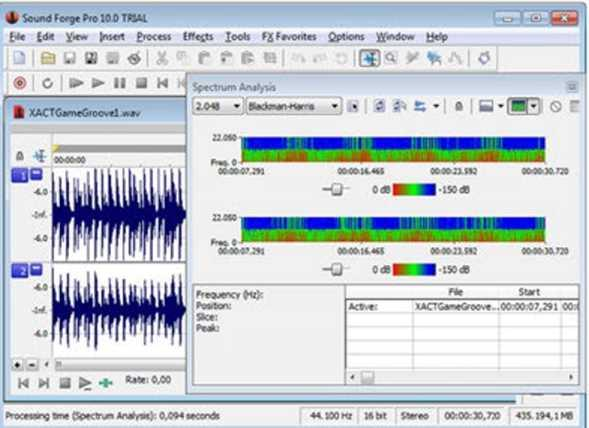 Sound Forge Pro 10.0 TRIAL
File Edit View Insert Process Effects Tools FX Favorites Options Window Help
Spectrum Analysis
2.048 Blackman-Harris
XACTGameGroove1.wav
22.050
Freq. 0
00:00:07,291 00:00:16.465 00:00:23,592 00:00:30,720
0 dB -150 dB
22.050
Freq. 0
00:00:07,291 00:00:16.465 00:00:23,592 00:00:30,720
0 dB -150 dB
00:00:00
1
-6.0
-Inf.
-6.0
2
-6.0
-Inf.
-6.0
Rate: 0,00
Frequency (Hz):
Position:
Slice:
Peak:
File Start
Active: XACTGameGroove... 00:00:07,291 00:0
Processing time (Spectrum Analysis): 0,094 seconds
44.100 Hz 16 bit Stereo 00:00:30,720 435.194,1 MB